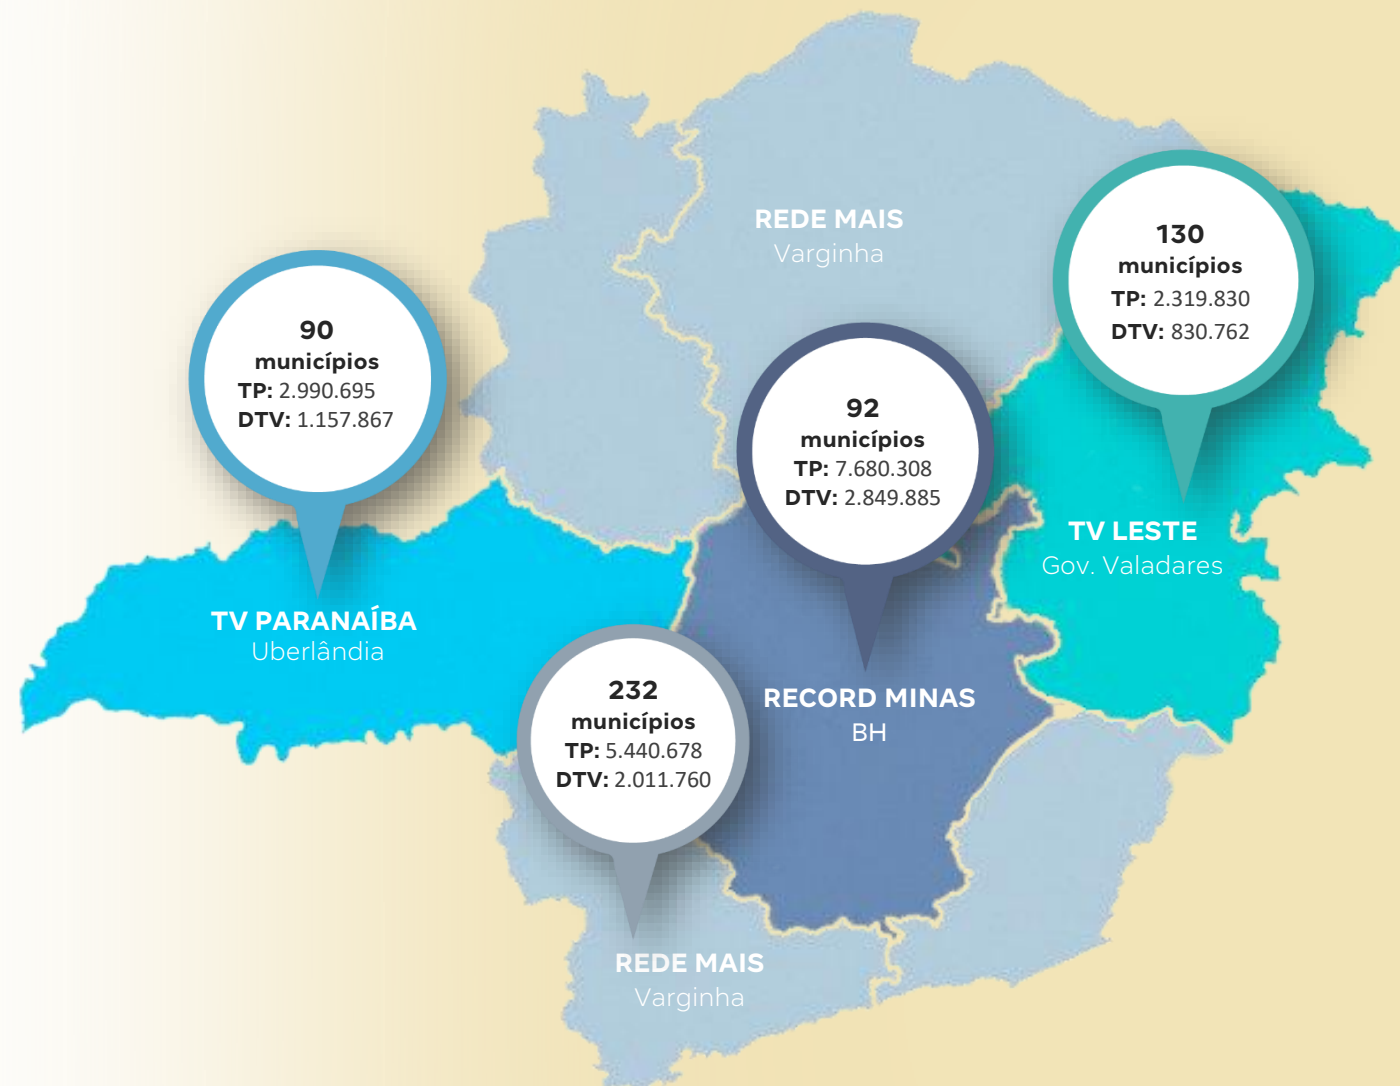 REDE MAIS
Varginha
130
municípios
TP: 2.319.830
DTV: 830.762
90
municípios
TP: 2.990.695
DTV: 1.157.867
92
municípios
TP: 7.680.308
DTV: 2.849.885
TV LESTE
Gov. Valadares
TV PARANAÍBA
Uberlândia
232
municípios
TP: 5.440.678
DTV: 2.011.760
RECORD MINAS
BH
REDE MAIS
Varginha